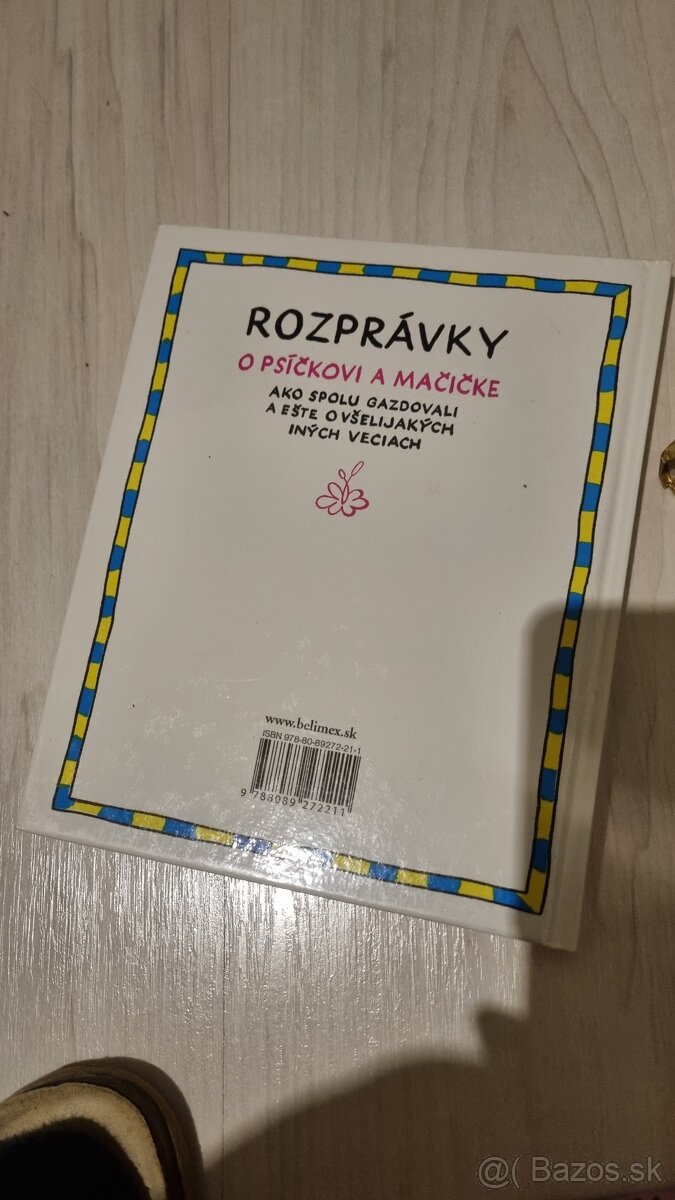 ROZPRÁVKY
O PSÍČKOVI A MAČIČKE
AKO SPOLU GAZDOVALI
A EŠTE O VŠELIJAKÝCH
INÝCH VECIACH
www.belimex.sk
ISBN 978-80-89272-21-1
9 788089 272211
@( Bazos.sk